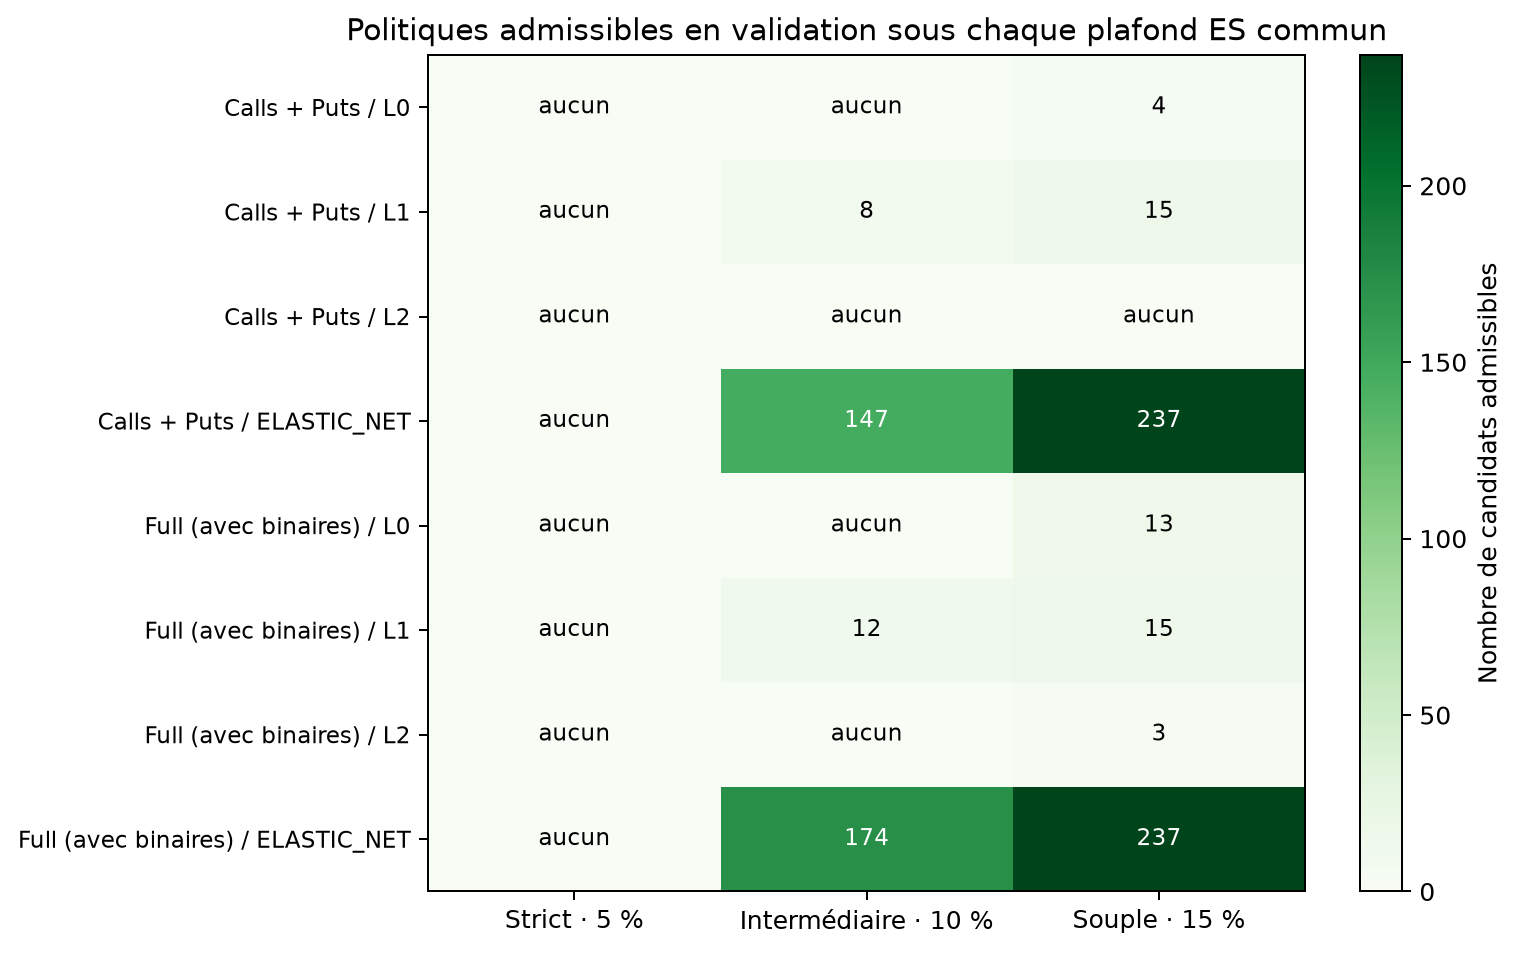 Politiques admissibles en validation sous chaque plafond ES commun
Calls + Puts / L0 aucun aucun 4
Calls + Puts / L1 aucun 8 15
Calls + Puts / L2 aucun aucun aucun
Calls + Puts / ELASTIC_NET aucun 147 237
Full (avec binaires) / L0 aucun aucun 13
Full (avec binaires) / L1 aucun 12 15
Full (avec binaires) / L2 aucun aucun 3
Full (avec binaires) / ELASTIC_NET aucun 174 237
Strict · 5 % Intermédiaire · 10 % Souple · 15 %
200
150
100
50
0
Nombre de candidats admissibles